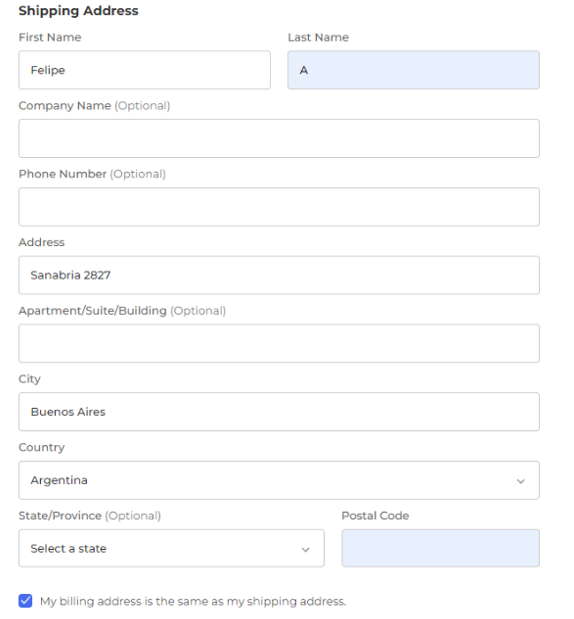 Shipping Address
First Name Last Name
Felipe A
Company Name (Optional)
Phone Number (Optional)
Address
Sanabria 2827
Apartment/Suite/Building (Optional)
City
Buenos Aires
Country
Argentina
State/Province (Optional) Postal Code
Select a state
My billing address is the same as my shipping address.